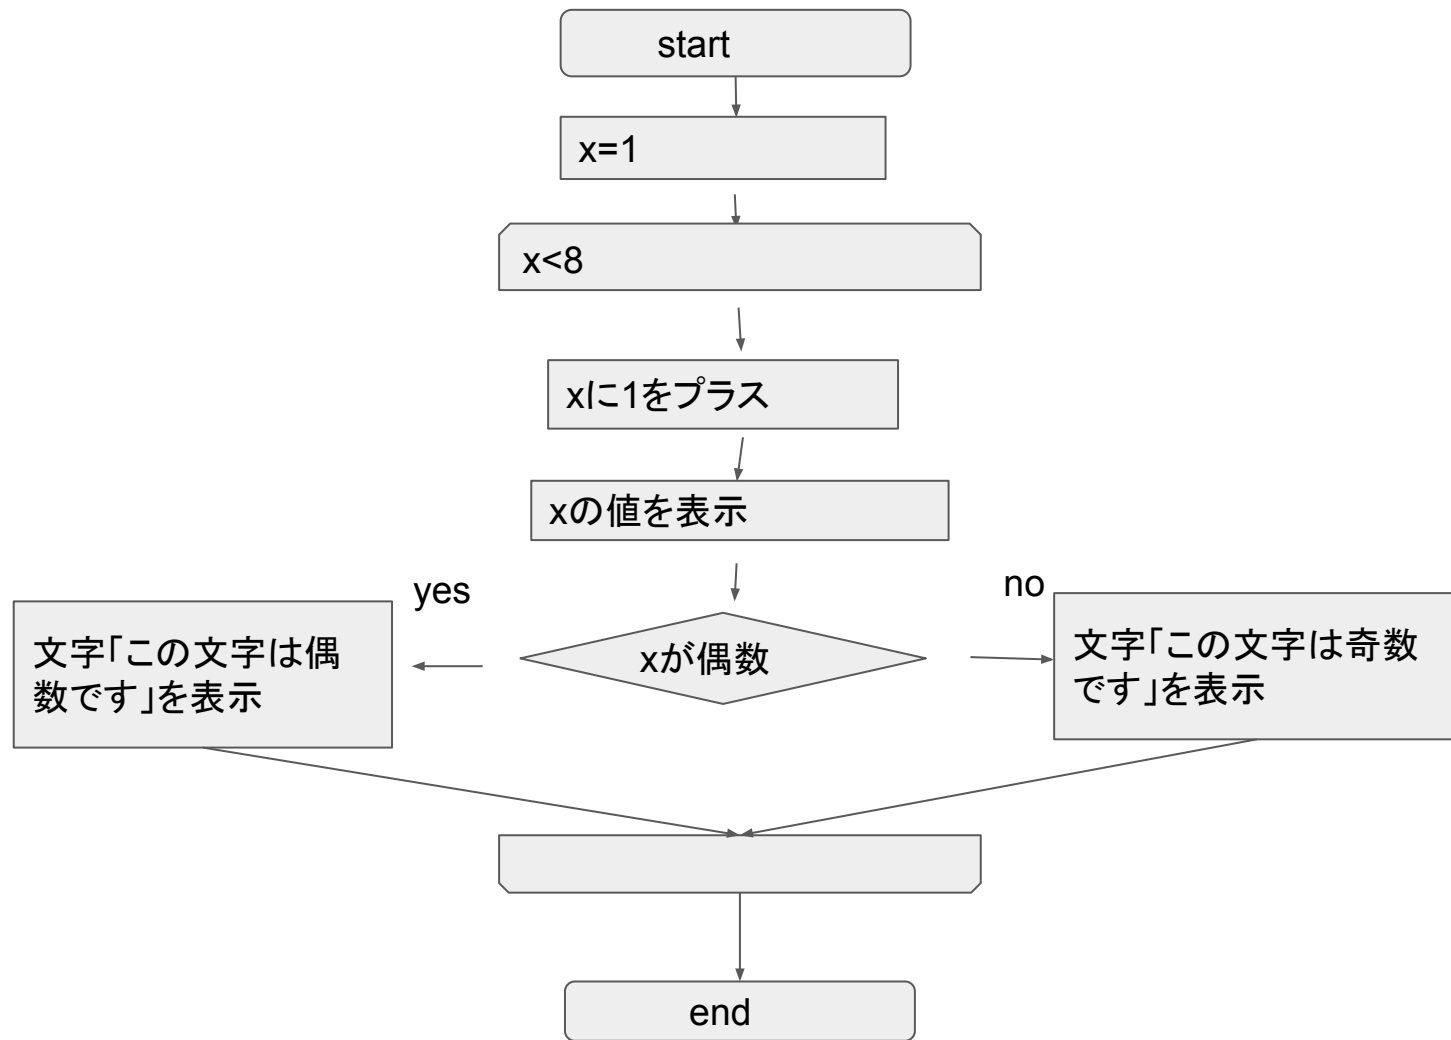 start
x=1
x<8
xに1をプラス
xの値を表示
yes
no
文字「この文字は偶
数です」を表示
xが偶数
文字「この文字は奇数
です」を表示
end